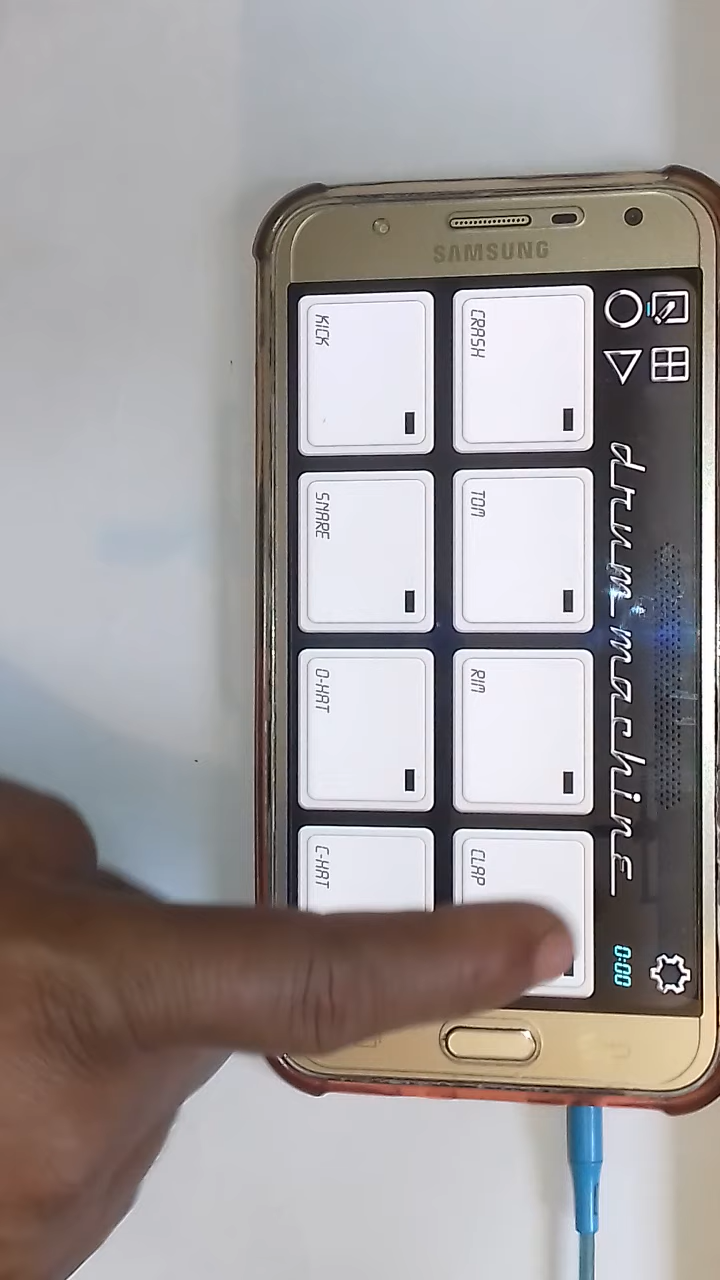 SAMSUNG
drum machine
0:00
CRASH
TOM
RIM
CLAP
KICK
SNARE
O-HAT
C-HAT